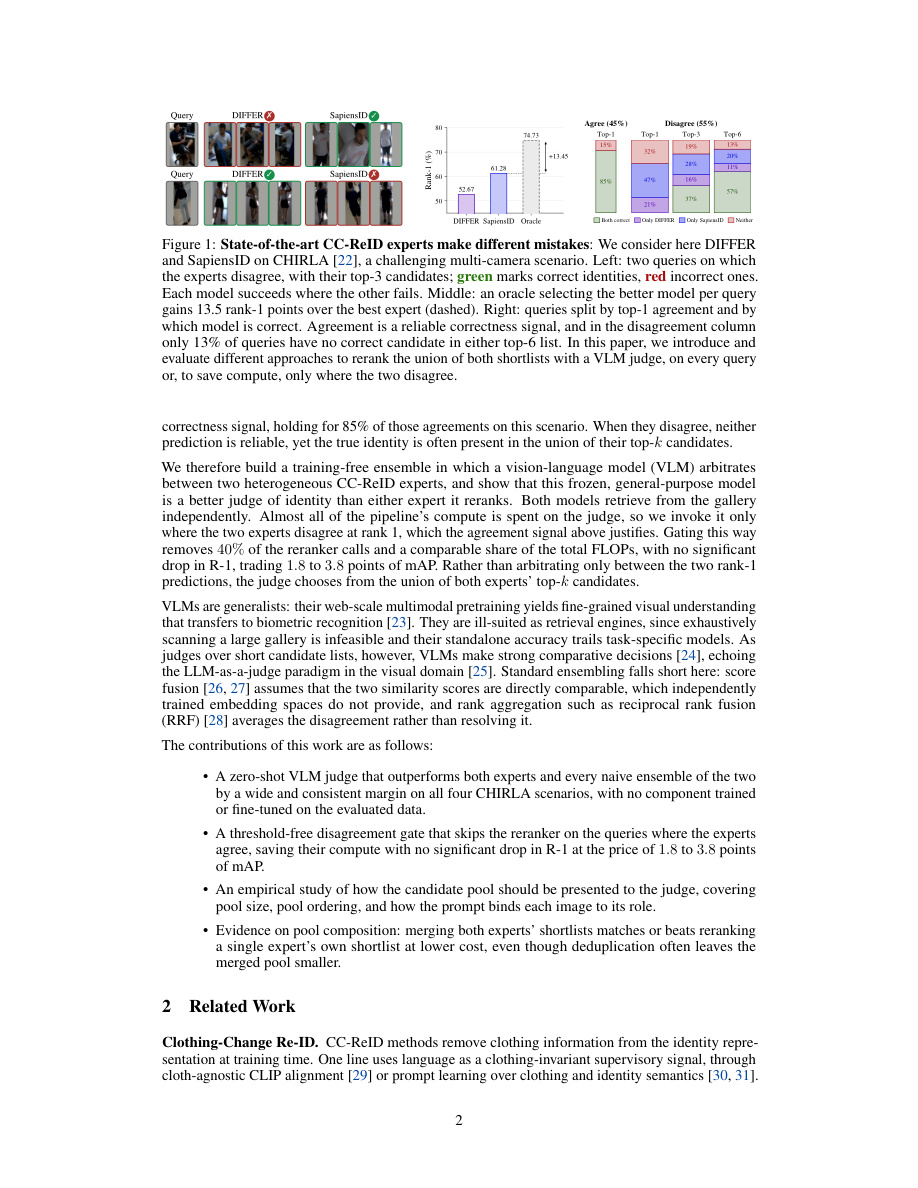 Query DIFFER ✗ SapiensID ✓
Query DIFFER ✓ SapiensID ✗
Rank-1 (%)
80
70
60
50
52.67
61.28
74.73
+13.45
DIFFER SapiensID Oracle
Agree (45%) Disagree (55%)
Top-1 Top-1 Top-3 Top-6
15% 32% 19% 13%
85% 47% 28% 20%
21% 16% 11%
37% 57%
Both correct Only DIFFER Only SapiensID Neither
Figure 1: State-of-the-art CC-ReID experts make different mistakes: We consider here DIFFER
and SapiensID on CHIRLA [22], a challenging multi-camera scenario. Left: two queries on which
the experts disagree, with their top-3 candidates; green marks correct identities, red incorrect ones.
Each model succeeds where the other fails. Middle: an oracle selecting the better model per query
gains 13.5 rank-1 points over the best expert (dashed). Right: queries split by top-1 agreement and by
which model is correct. Agreement is a reliable correctness signal, and in the disagreement column
only 13% of queries have no correct candidate in either top-6 list. In this paper, we introduce and
evaluate different approaches to rerank the union of both shortlists with a VLM judge, on every query
or, to save compute, only where the two disagree.
correctness signal, holding for 85% of those agreements on this scenario. When they disagree, neither
prediction is reliable, yet the true identity is often present in the union of their top-k candidates.
We therefore build a training-free ensemble in which a vision-language model (VLM) arbitrates
between two heterogeneous CC-ReID experts, and show that this frozen, general-purpose model
is a better judge of identity than either expert it reranks. Both models retrieve from the gallery
independently. Almost all of the pipeline's compute is spent on the judge, so we invoke it only
where the two experts disagree at rank 1, which the agreement signal above justifies. Gating this way
removes 40% of the reranker calls and a comparable share of the total FLOPs, with no significant
drop in R-1, trading 1.8 to 3.8 points of mAP. Rather than arbitrating only between the two rank-1
predictions, the judge chooses from the union of both experts' top-k candidates.
VLMs are generalists: their web-scale multimodal pretraining yields fine-grained visual understanding
that transfers to biometric recognition [23]. They are ill-suited as retrieval engines, since exhaustively
scanning a large gallery is infeasible and their standalone accuracy trails task-specific models. As
judges over short candidate lists, however, VLMs make strong comparative decisions [24], echoing
the LLM-as-a-judge paradigm in the visual domain [25]. Standard ensembling falls short here: score
fusion [26, 27] assumes that the two similarity scores are directly comparable, which independently
trained embedding spaces do not provide, and rank aggregation such as reciprocal rank fusion
(RRF) [28] averages the disagreement rather than resolving it.
The contributions of this work are as follows:
• A zero-shot VLM judge that outperforms both experts and every naive ensemble of the two
by a wide and consistent margin on all four CHIRLA scenarios, with no component trained
or fine-tuned on the evaluated data.
• A threshold-free disagreement gate that skips the reranker on the queries where the experts
agree, saving their compute with no significant drop in R-1 at the price of 1.8 to 3.8 points
of mAP.
• An empirical study of how the candidate pool should be presented to the judge, covering
pool size, pool ordering, and how the prompt binds each image to its role.
• Evidence on pool composition: merging both experts' shortlists matches or beats reranking
a single expert's own shortlist at lower cost, even though deduplication often leaves the
merged pool smaller.
2 Related Work
Clothing-Change Re-ID. CC-ReID methods remove clothing information from the identity repre-
sentation at training time. One line uses language as a clothing-invariant supervisory signal, through
cloth-agnostic CLIP alignment [29] or prompt learning over clothing and identity semantics [30, 31].
2